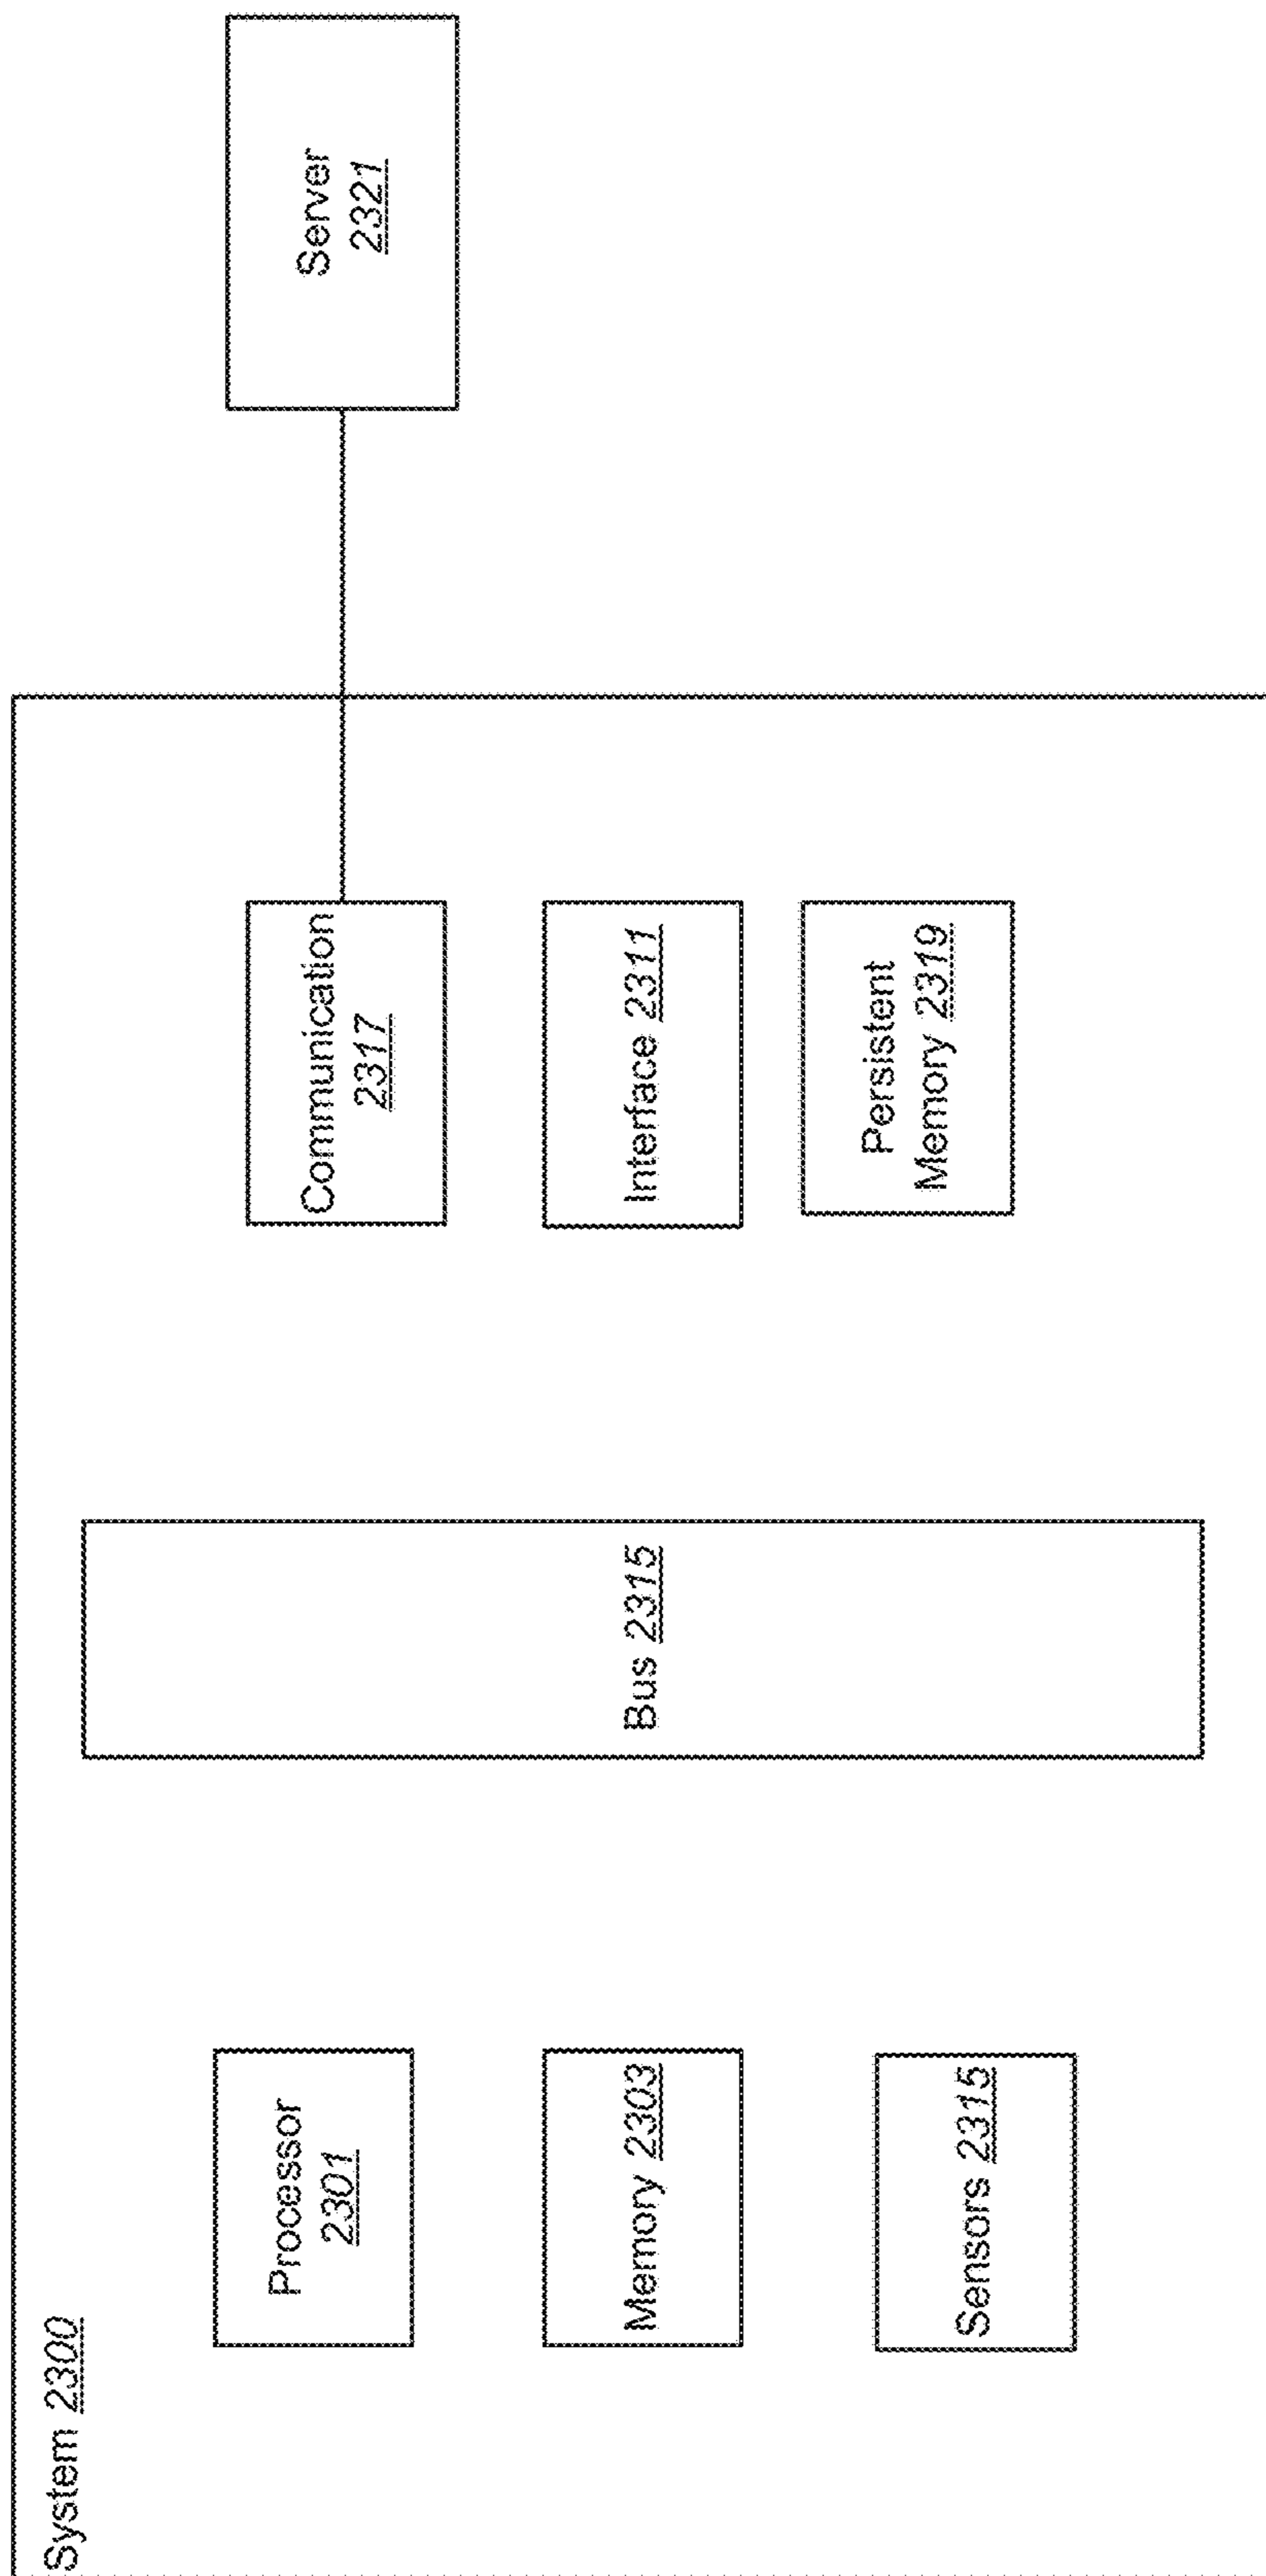 System 2300
Processor
2301
Memory 2303
Sensors 2315
Bus 2315
Communication
2317
Interface 2311
Persistent
Memory 2319
Server
2321